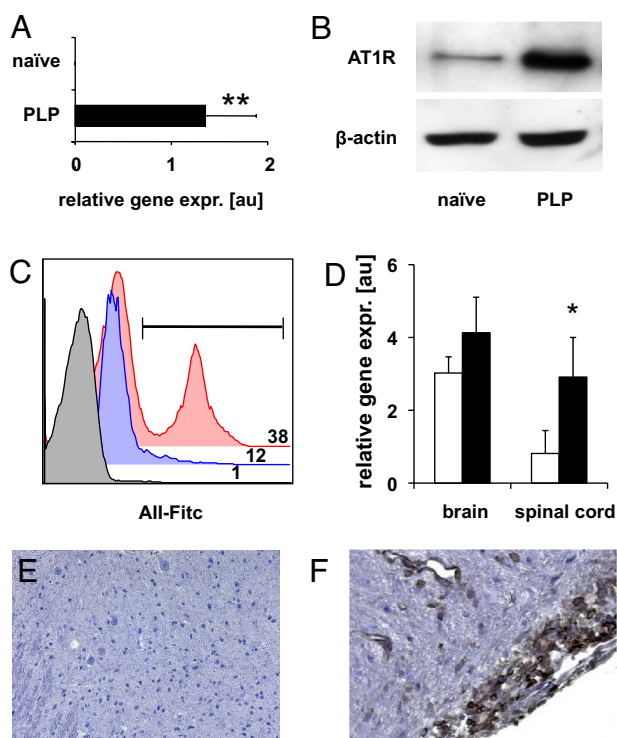 A
naïve
PLP
**
0 1 2
relative gene expr. [au]
B
AT1R
β-actin
naïve PLP
C
38
12
1
AII-Fitc
D
relative gene expr. [au]
6
4
2
0
*
brain spinal cord
E
F